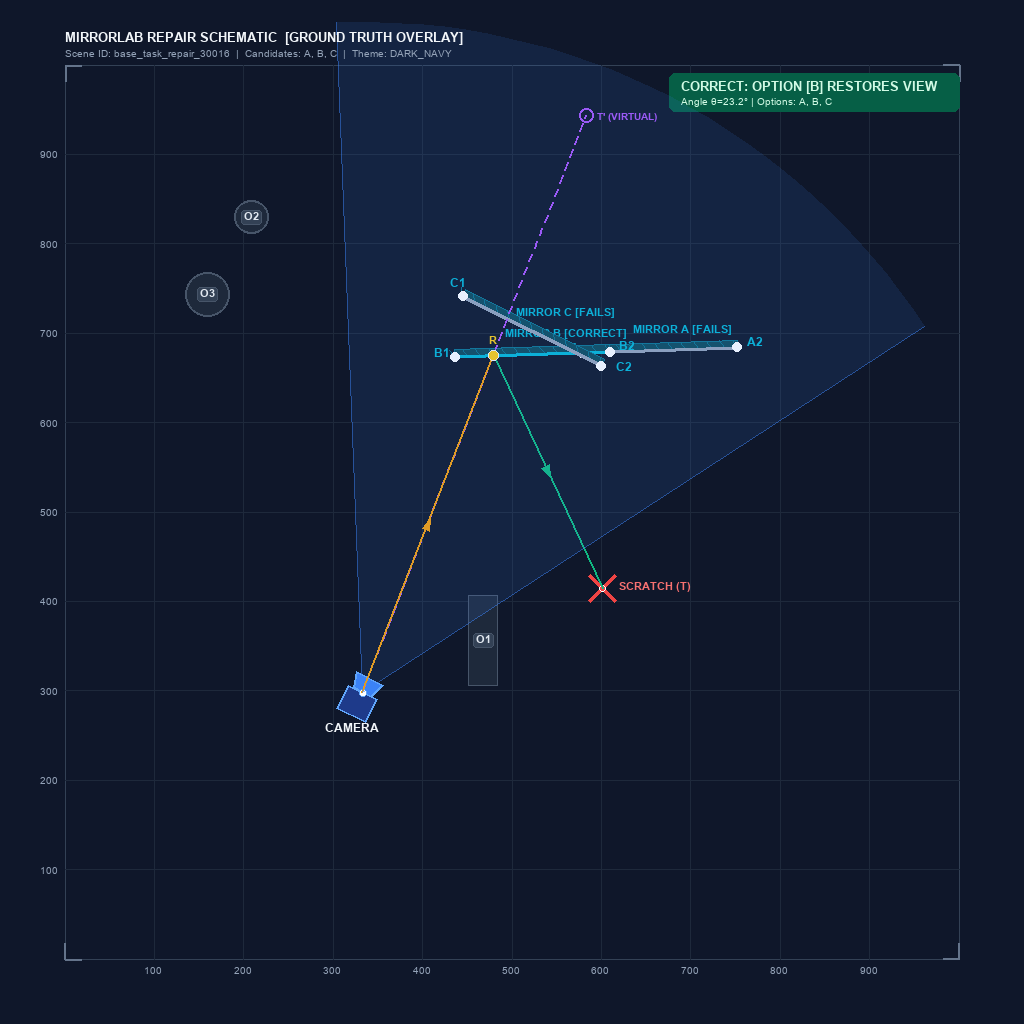 MIRRORLAB REPAIR SCHEMATIC [GROUND TRUTH OVERLAY]
Scene ID: base_task_repair_30016 | Candidates: A, B, C | Theme: DARK_NAVY
CORRECT: OPTION [B] RESTORES VIEW
Angle θ=23.2° | Options: A, B, C
T' (VIRTUAL)
900
O2
800
O3
C1
MIRROR C [FAILS]
700
MIRROR B [CORRECT]
MIRROR A [FAILS]
R
B1
B2
A2
C2
600
500
SCRATCH (T)
400
O1
300
CAMERA
200
100
100 200 300 400 500 600 700 800 900